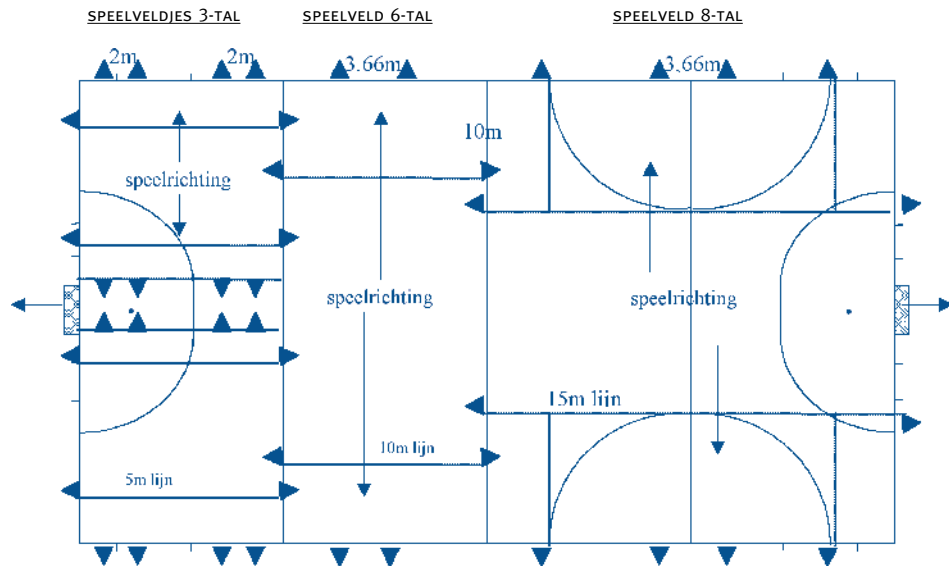 SPEELVELDJES 3-TAL
SPEELVELD 6-TAL
SPEELVELD 8-TAL
2m
2m
3.66m
3,66m
10m
speelrichting
speelrichting
speelrichting
15m lijn
10m lijn
5m lijn